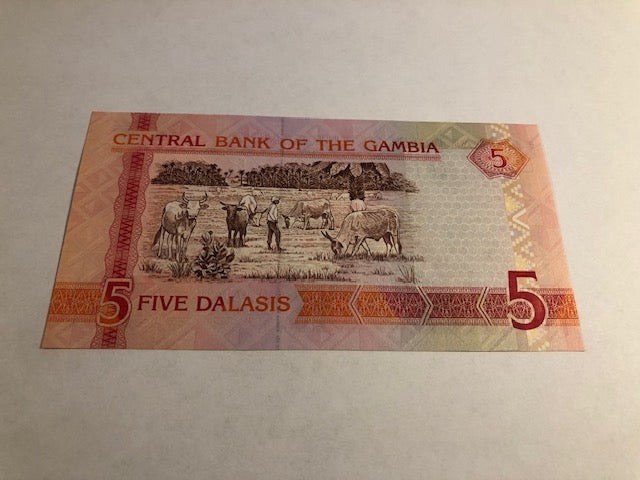 CENTRAL BANK OF THE GAMBIA
5
5 FIVE DALASIS 5